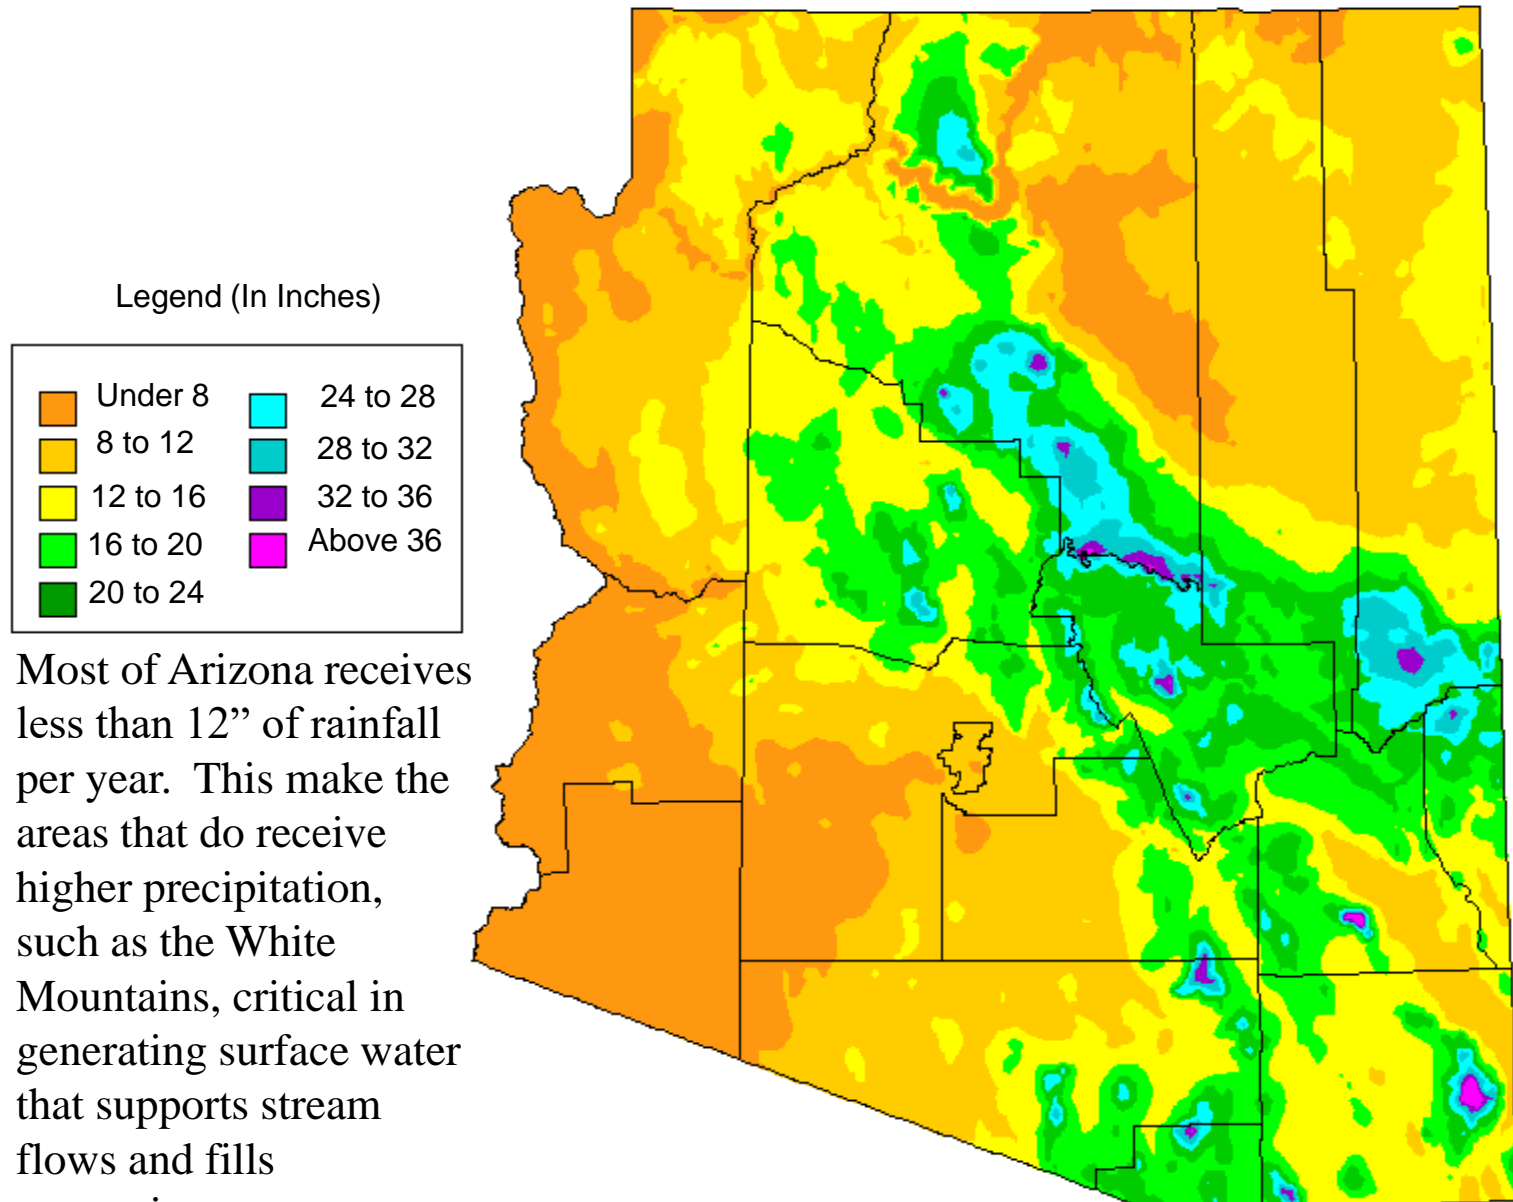 Legend (In Inches)
Under 8
8 to 12
12 to 16
16 to 20
20 to 24
24 to 28
28 to 32
32 to 36
Above 36
Most of Arizona receives
less than 12” of rainfall
per year. This make the
areas that do receive
higher precipitation,
such as the White
Mountains, critical in
generating surface water
that supports stream
flows and fills